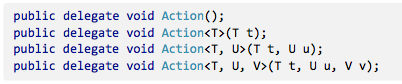 public delegate void Action();
public delegate void Action<T>(T t);
public delegate void Action<T, U>(T t, U u);
public delegate void Action<T, U, V>(T t, U u, V v);